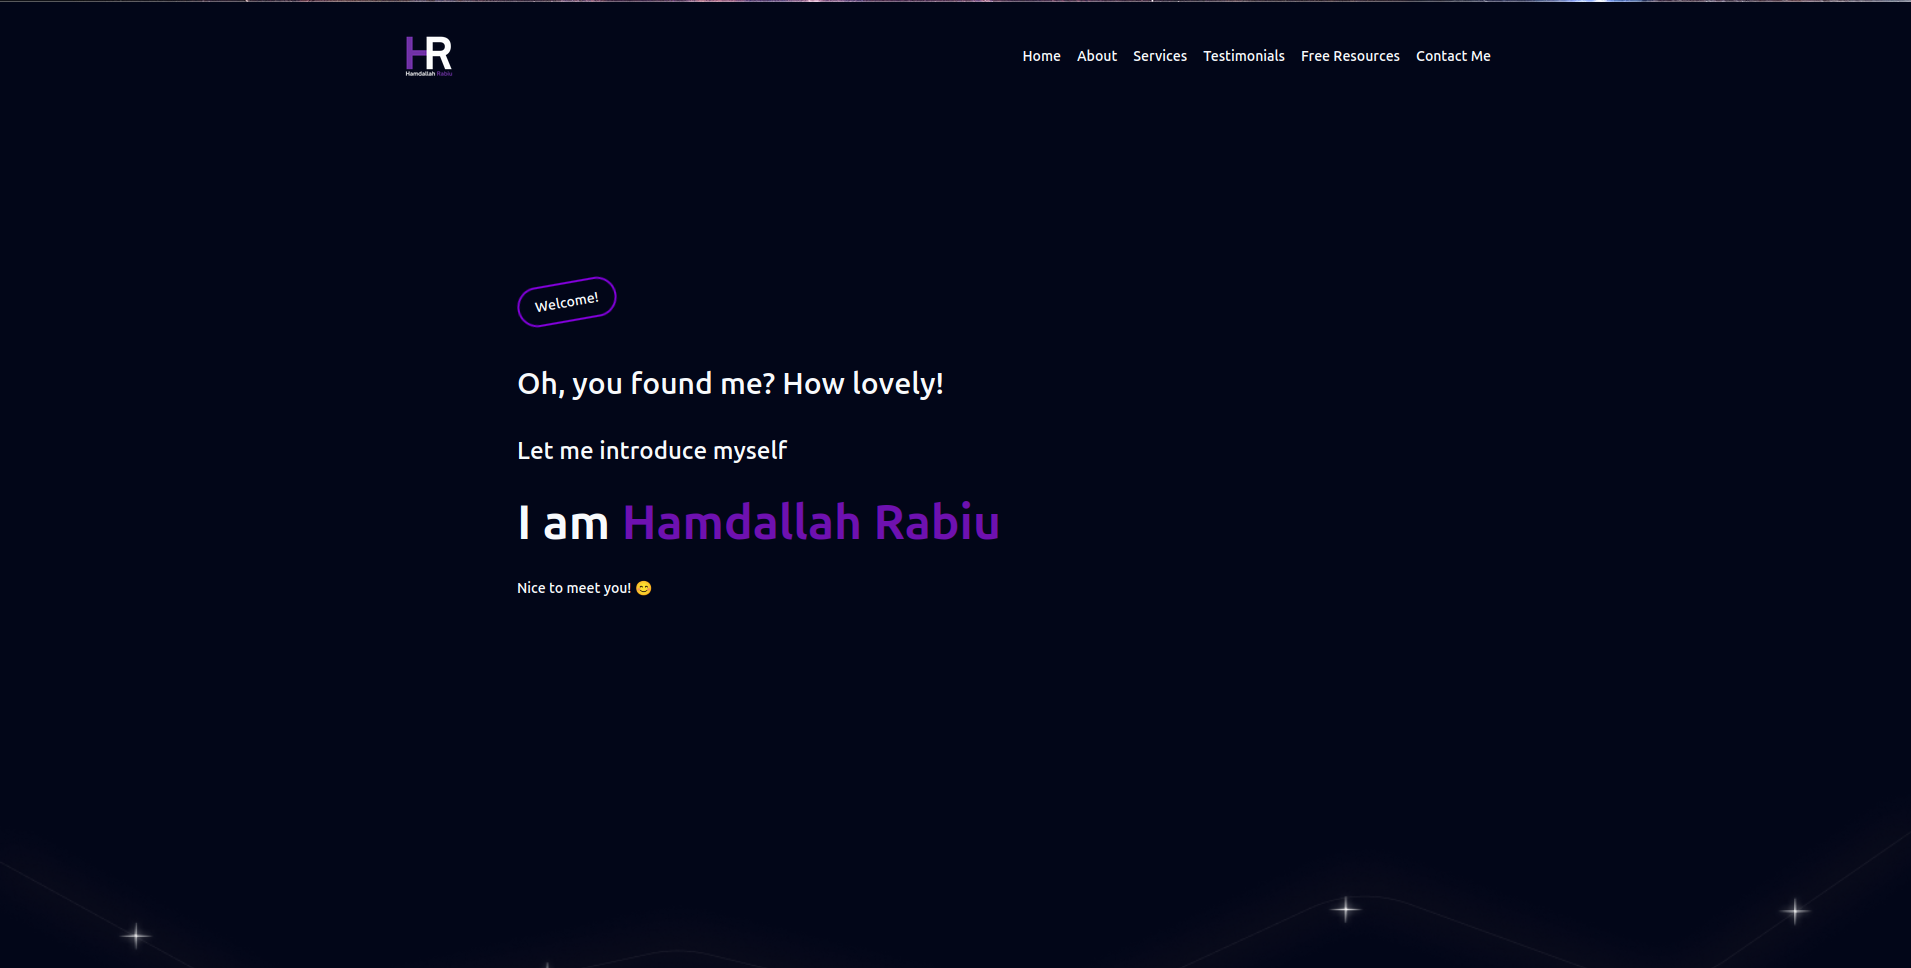 HR
Hamdallah Rabiu
Home About Services Testimonials Free Resources Contact Me
Welcome!
Oh, you found me? How lovely!
Let me introduce myself
I am Hamdallah Rabiu
Nice to meet you! 😊